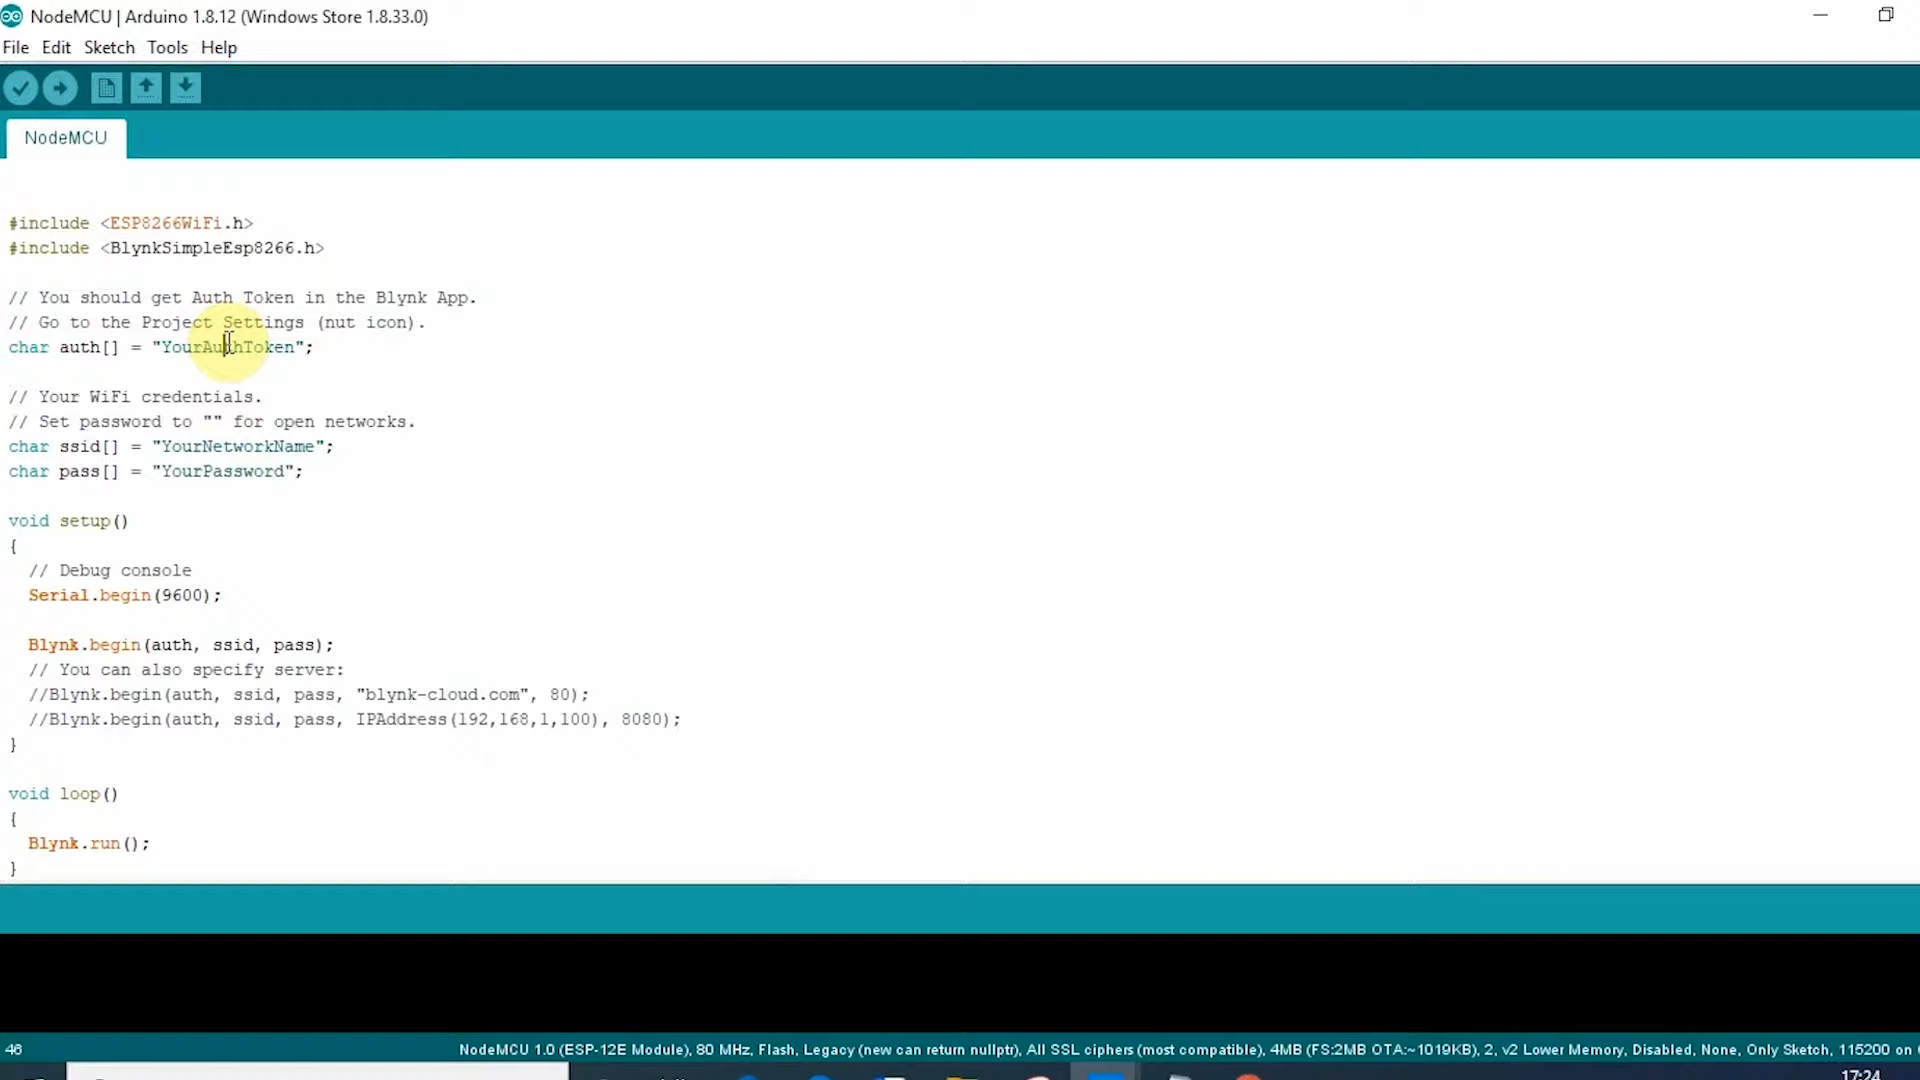 NodeMCU | Arduino 1.8.12 (Windows Store 1.8.33.0)
File Edit Sketch Tools Help
NodeMCU
#include <ESP8266WiFi.h>
#include <BlynkSimpleEsp8266.h>
// You should get Auth Token in the Blynk App.
// Go to the Project Settings (nut icon).
char auth[] = "YourAuthToken";
// Your WiFi credentials.
// Set password to "" for open networks.
char ssid[] = "YourNetworkName";
char pass[] = "YourPassword";
void setup()
{
  // Debug console
  Serial.begin(9600);
  Blynk.begin(auth, ssid, pass);
  // You can also specify server:
  //Blynk.begin(auth, ssid, pass, "blynk-cloud.com", 80);
  //Blynk.begin(auth, ssid, pass, IPAddress(192,168,1,100), 8080);
}
void loop()
{
  Blynk.run();
}
46 NodeMCU 1.0 (ESP-12E Module), 80 MHz, Flash, Legacy (new can return nullptr), All SSL ciphers (most compatible), 4MB (FS:2MB OTA:~1019KB), 2, v2 Lower Memory, Disabled, None, Only Sketch, 115200 on
17:24